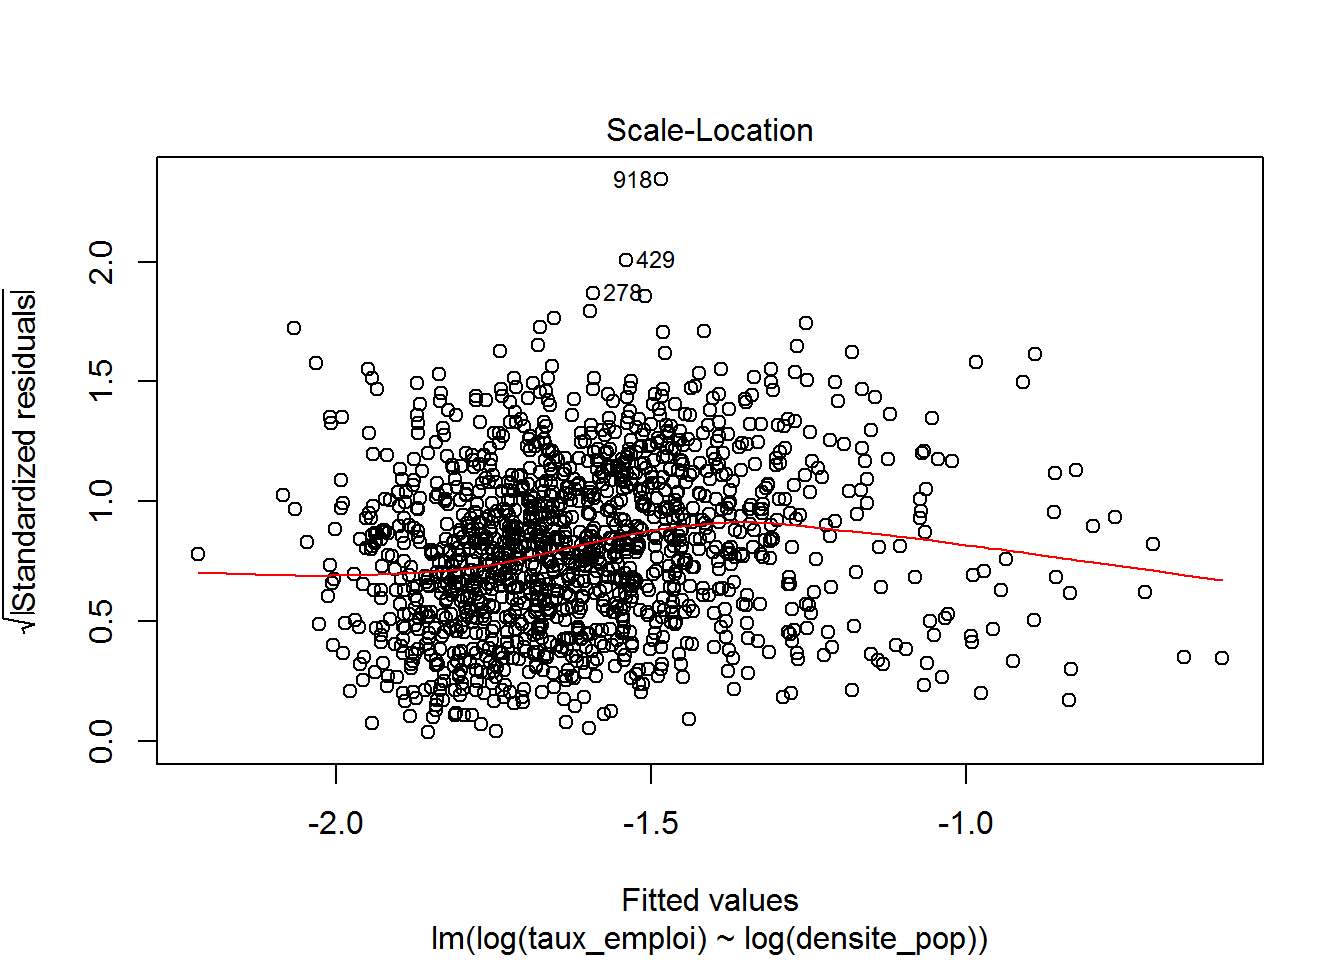 Scale-Location
918
429
278
2.0
1.5
1.0
0.5
0.0
√|Standardized residuals|
-2.0 -1.5 -1.0
Fitted values
lm(log(taux_emploi) ~ log(densite_pop))